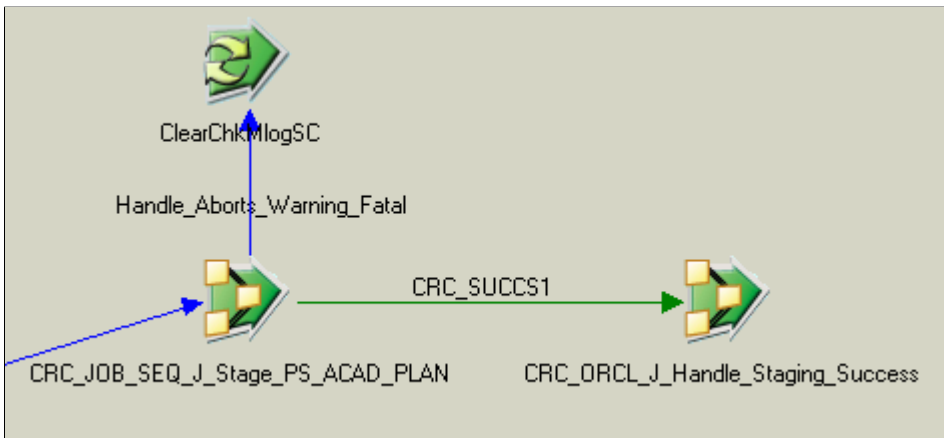 ClearChkMlogSC
Handle_Aborts_Warning_Fatal
CRC_SUCCS1
CRC_JOB_SEQ_J_Stage_PS_ACAD_PLAN
CRC_ORCL_J_Handle_Staging_Success